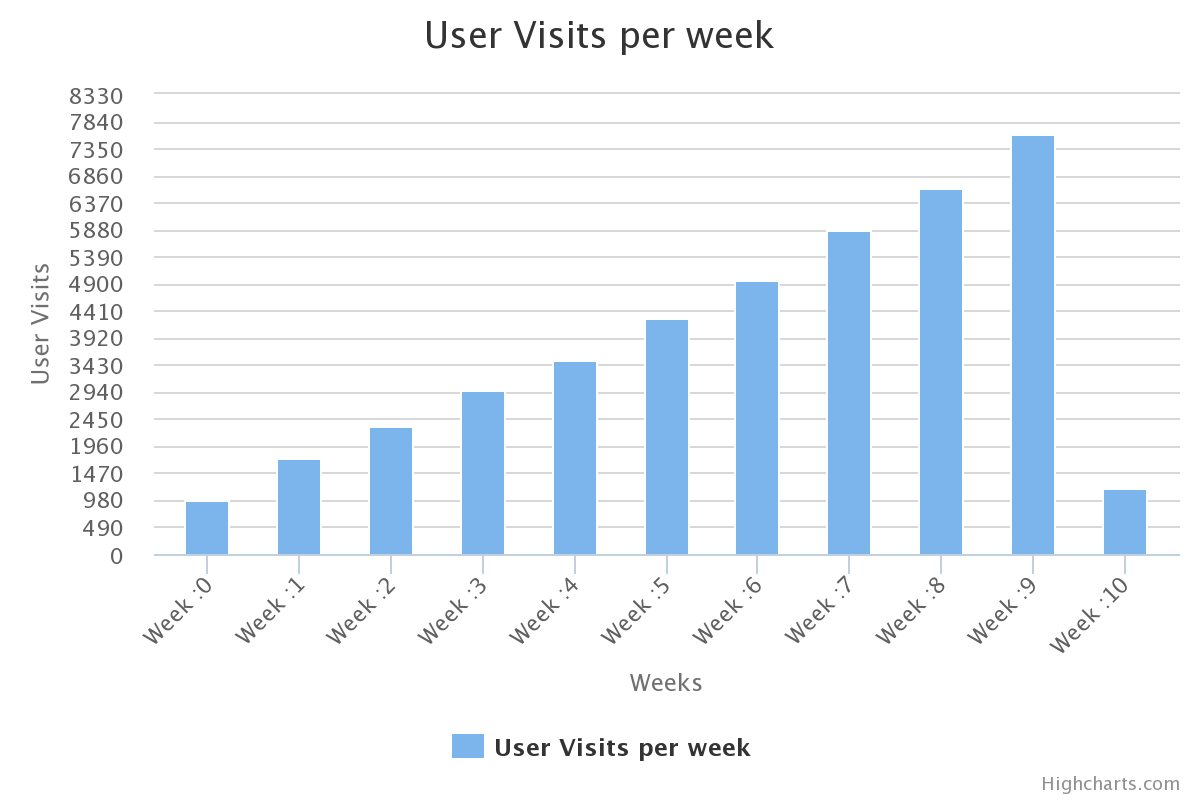 User Visits per week
8330
7840
7350
6860
6370
5880
5390
4900
4410
3920
3430
2940
2450
1960
1470
980
490
0
User Visits
Week :0
Week :1
Week :2
Week :3
Week :4
Week :5
Week :6
Week :7
Week :8
Week :9
Week :10
Weeks
User Visits per week
Highcharts.com